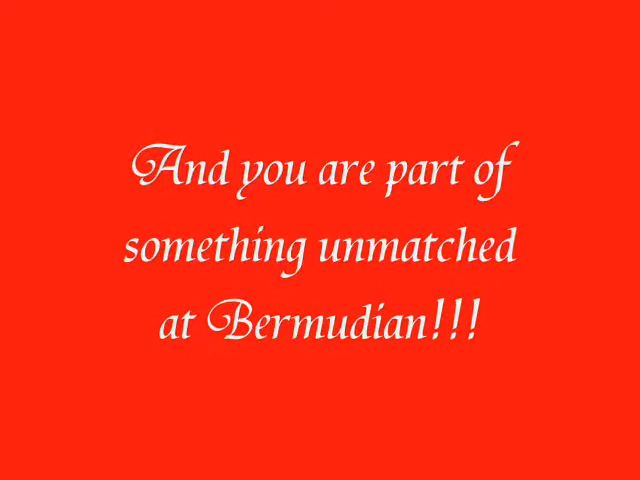 And you are part of
something unmatched
at Bermudian!!!